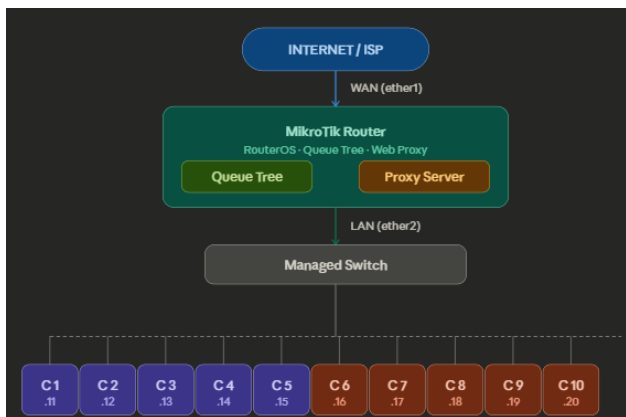 INTERNET / ISP
WAN (ether1)
MikroTik Router
RouterOS · Queue Tree · Web Proxy
Queue Tree
Proxy Server
LAN (ether2)
Managed Switch
C1
C2
C3
C4
C5
C6
C7
C8
C9
C10
.11
.12
.13
.14
.15
.16
.17
.18
.19
.20